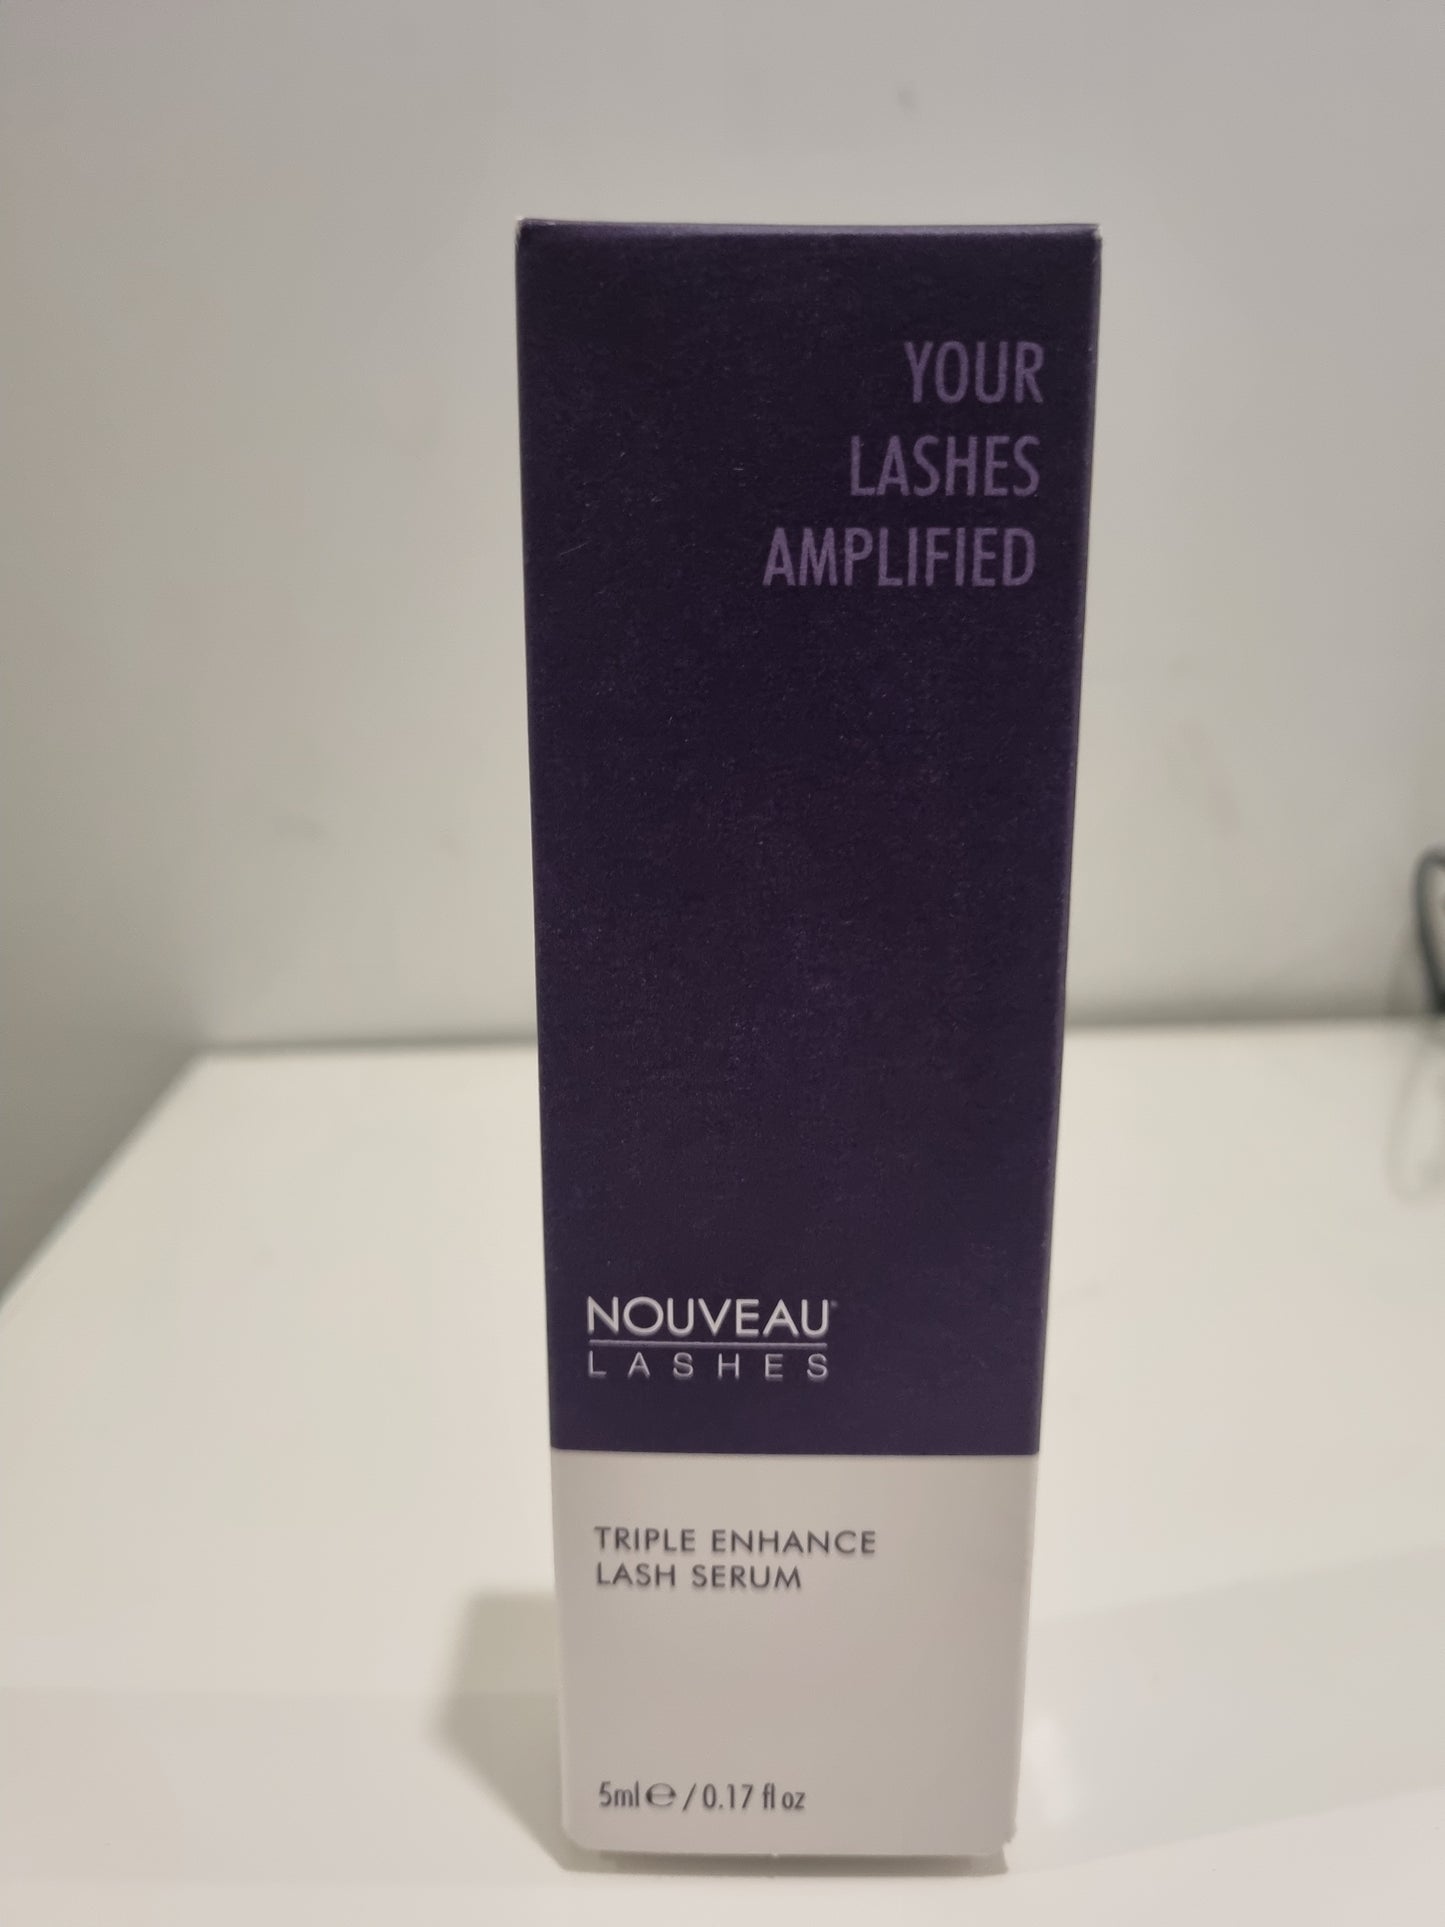 YOUR
LASHES
AMPLIFIED
NOUVEAU®
LASHES
TRIPLE ENHANCE
LASH SERUM
5ml ℮ / 0.17 fl oz